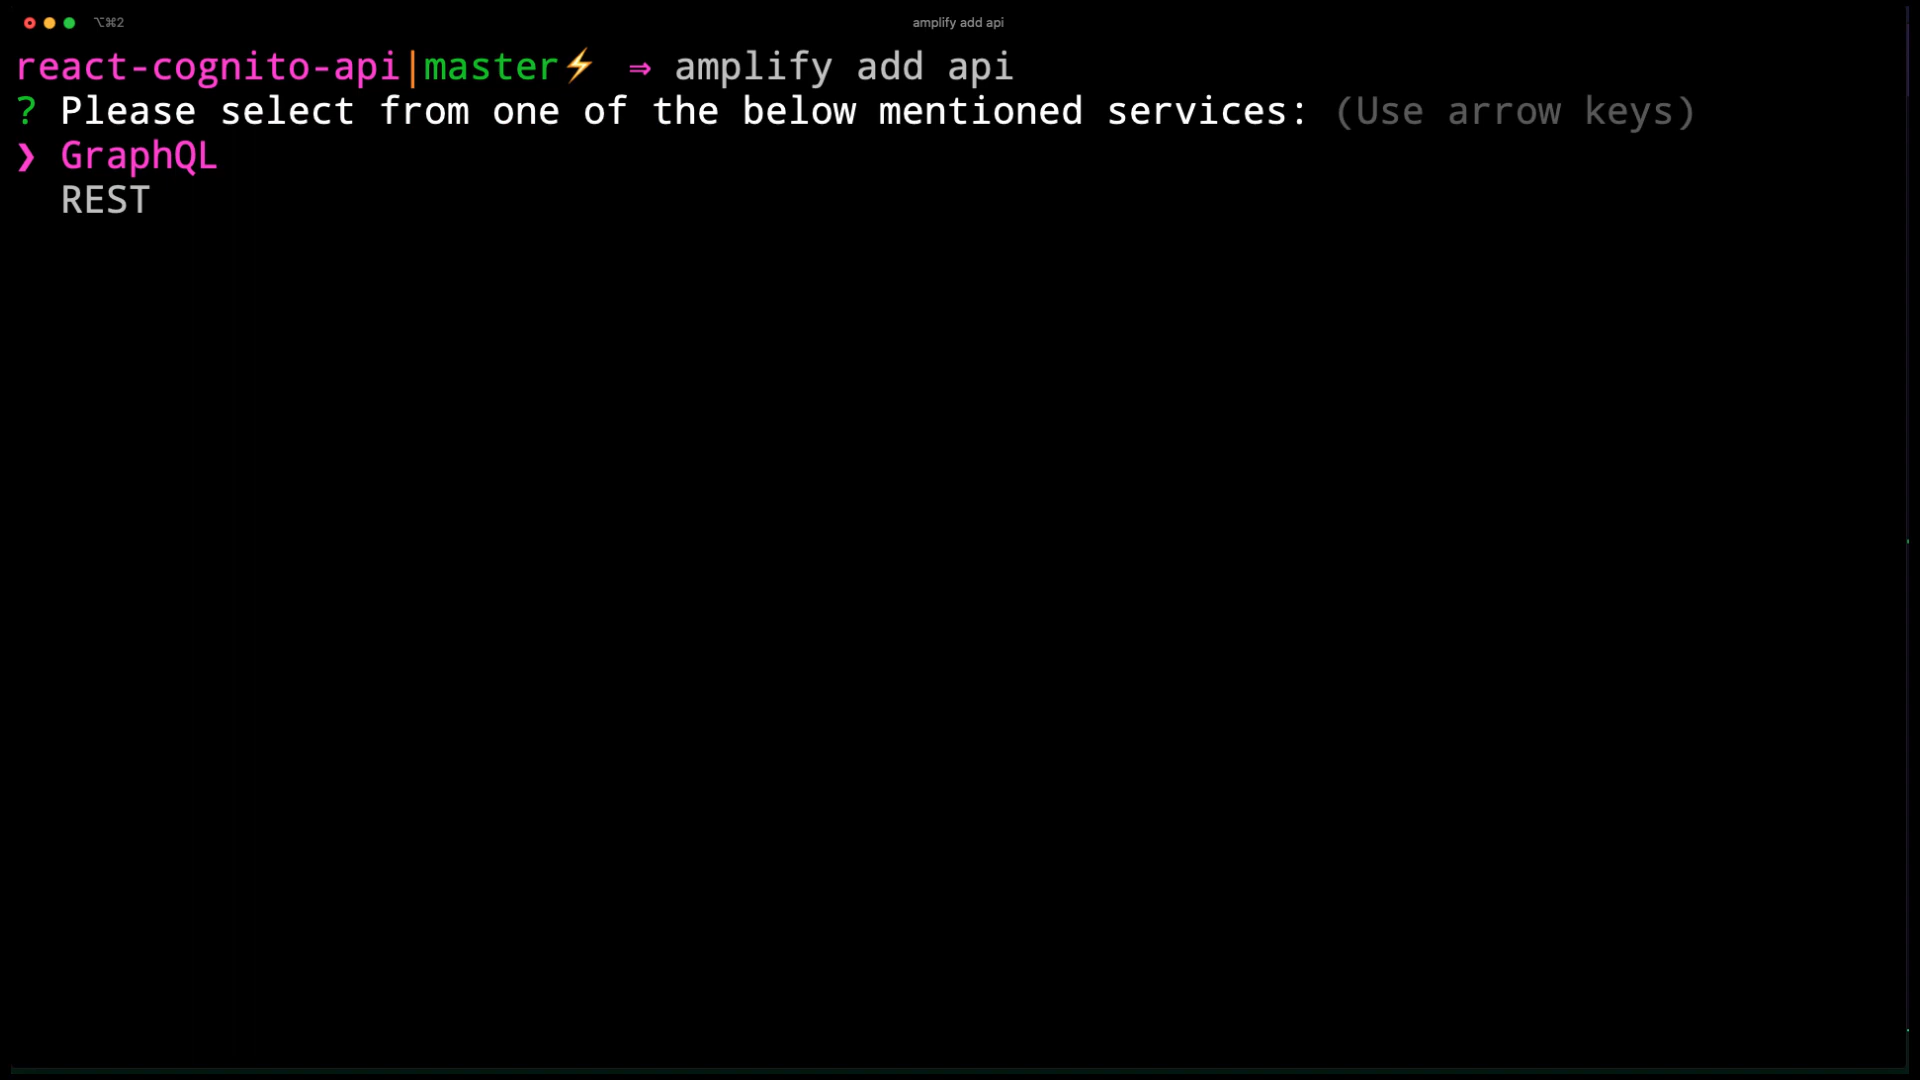 ⌥⌘2
amplify add api
react-cognito-api|master⚡ ⇒ amplify add api
? Please select from one of the below mentioned services: (Use arrow keys)
❯ GraphQL
REST